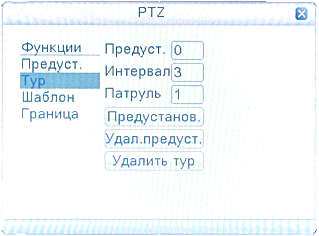 PTZ
Функции
Предуст.
Тур
Шаблон
Граница
Предуст. 0
Интервал 3
Патруль 1
Предустанов.
Удал.предуст.
Удалить тур